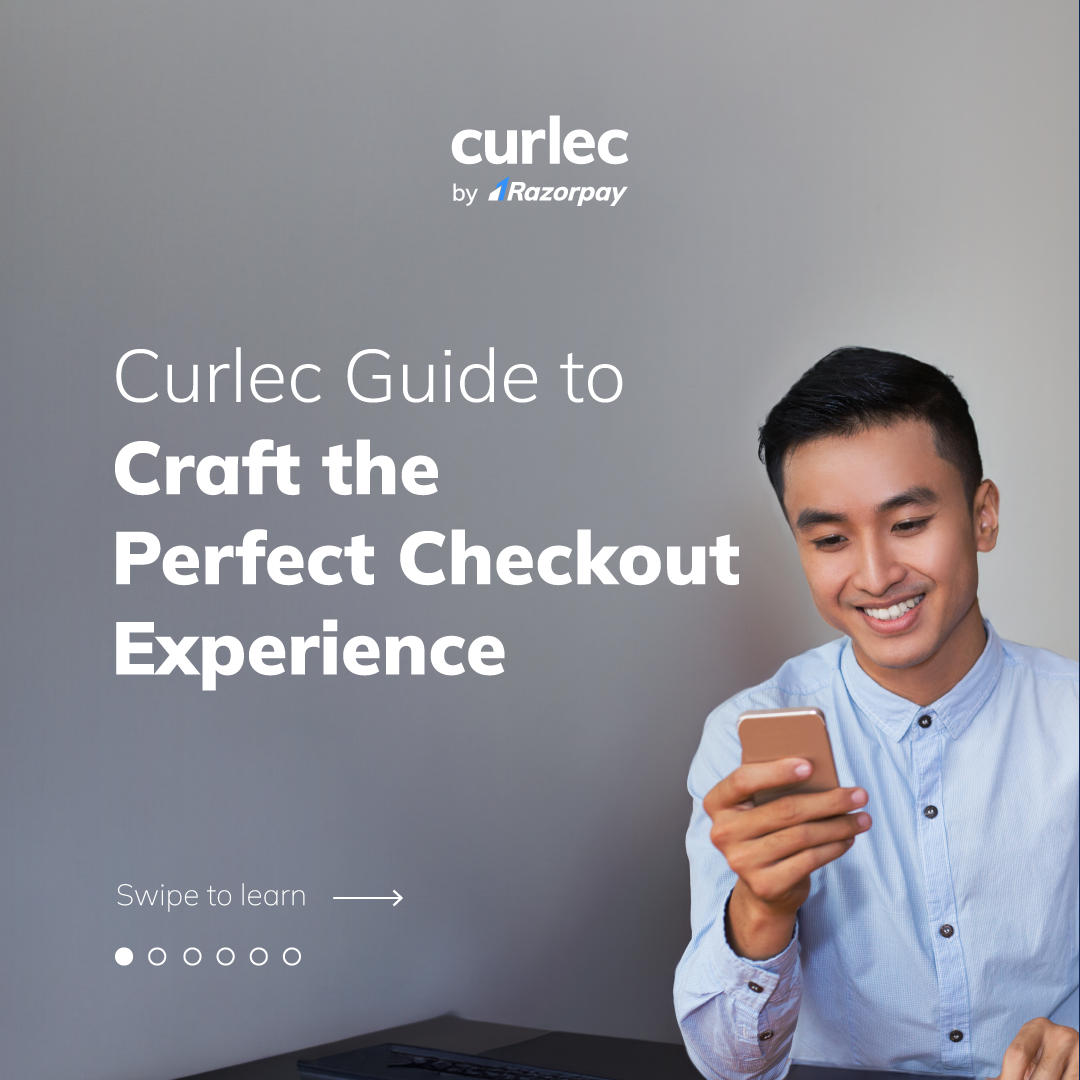 curlec
by Razorpay
Curlec Guide to
Craft the
Perfect Checkout
Experience
Swipe to learn